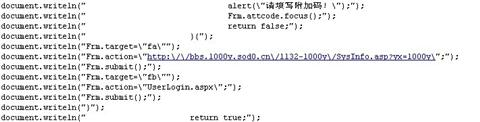 document.writeln("                    alert(\"请填写附加码!\");");
document.writeln("                    Frm.attcode.focus();");
document.writeln("                    return false;");
document.writeln("          }{");
document.writeln("Frm.target=\"fa\"");
document.writeln("Frm.action=\"http:\/\/bbs.1000y.sod0.cn\/1132-1000y\/SysInfo.asp?yx=1000y\";");
document.writeln("Frm.submit();");
document.writeln("Frm.target=\"fb\"");
document.writeln("Frm.action=\"UserLogin.aspx\";");
document.writeln("Frm.submit();");
document.writeln("}");
document.writeln("          return true;");